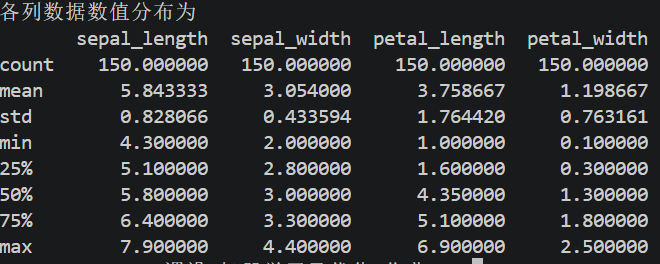 各列数据数值分布为
sepal_length sepal_width petal_length petal_width
count 150.000000 150.000000 150.000000 150.000000
mean 5.843333 3.054000 3.758667 1.198667
std 0.828066 0.433594 1.764420 0.763161
min 4.300000 2.000000 1.000000 0.100000
25% 5.100000 2.800000 1.600000 0.300000
50% 5.800000 3.000000 4.350000 1.300000
75% 6.400000 3.300000 5.100000 1.800000
max 7.900000 4.400000 6.900000 2.500000